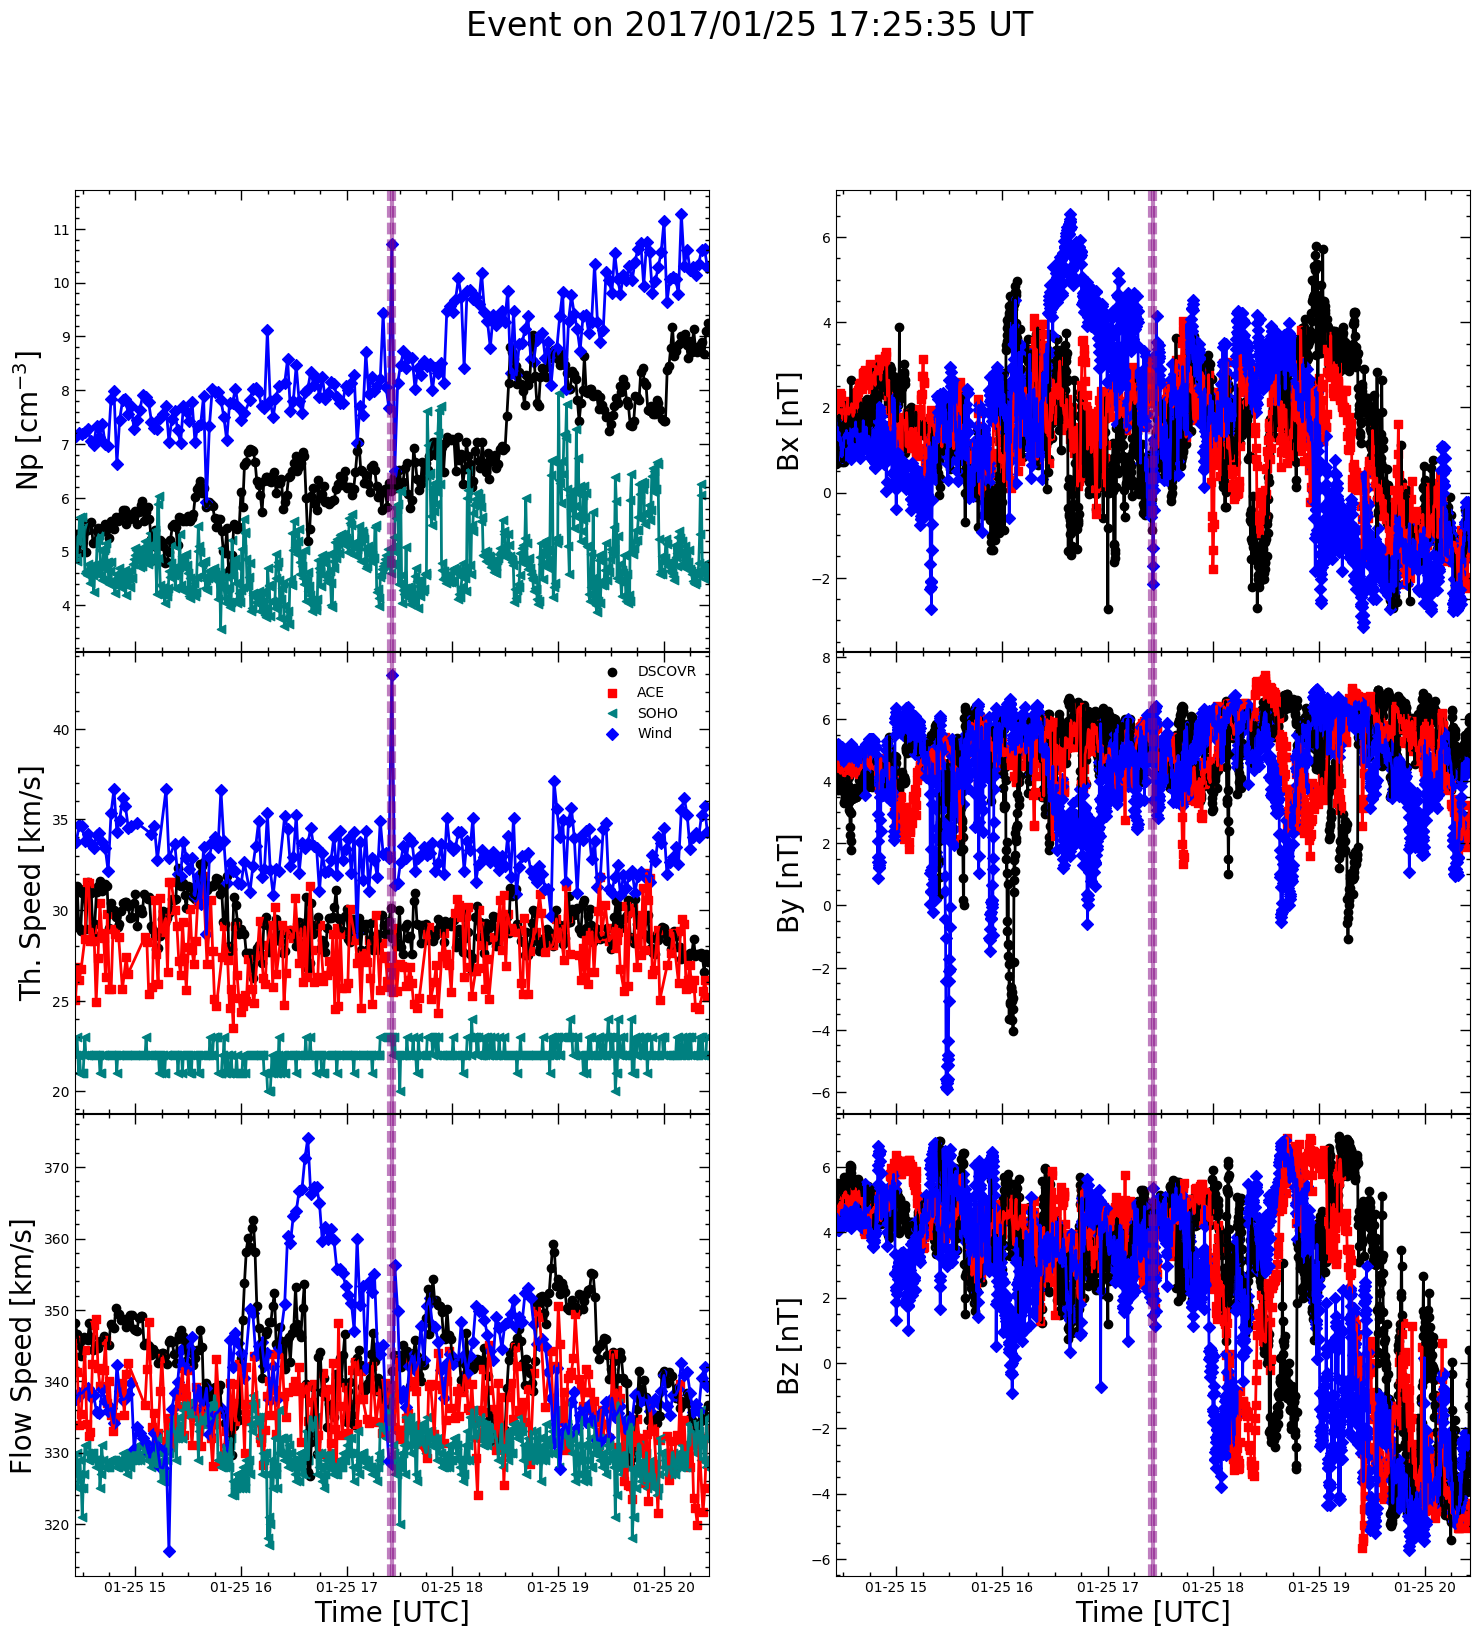 Event on 2017/01/25 17:25:35 UT
Np [cm⁻³]
11
10
9
8
7
6
5
4
Bx [nT]
6
4
2
0
−2
Th. Speed [km/s]
40
35
30
25
20
DSCOVR
ACE
SOHO
Wind
By [nT]
8
6
4
2
0
−2
−4
−6
Flow Speed [km/s]
370
360
350
340
330
320
Bz [nT]
6
4
2
0
−2
−4
−6
01-25 15 01-25 16 01-25 17 01-25 18 01-25 19 01-25 20
Time [UTC]
01-25 15 01-25 16 01-25 17 01-25 18 01-25 19 01-25 20
Time [UTC]